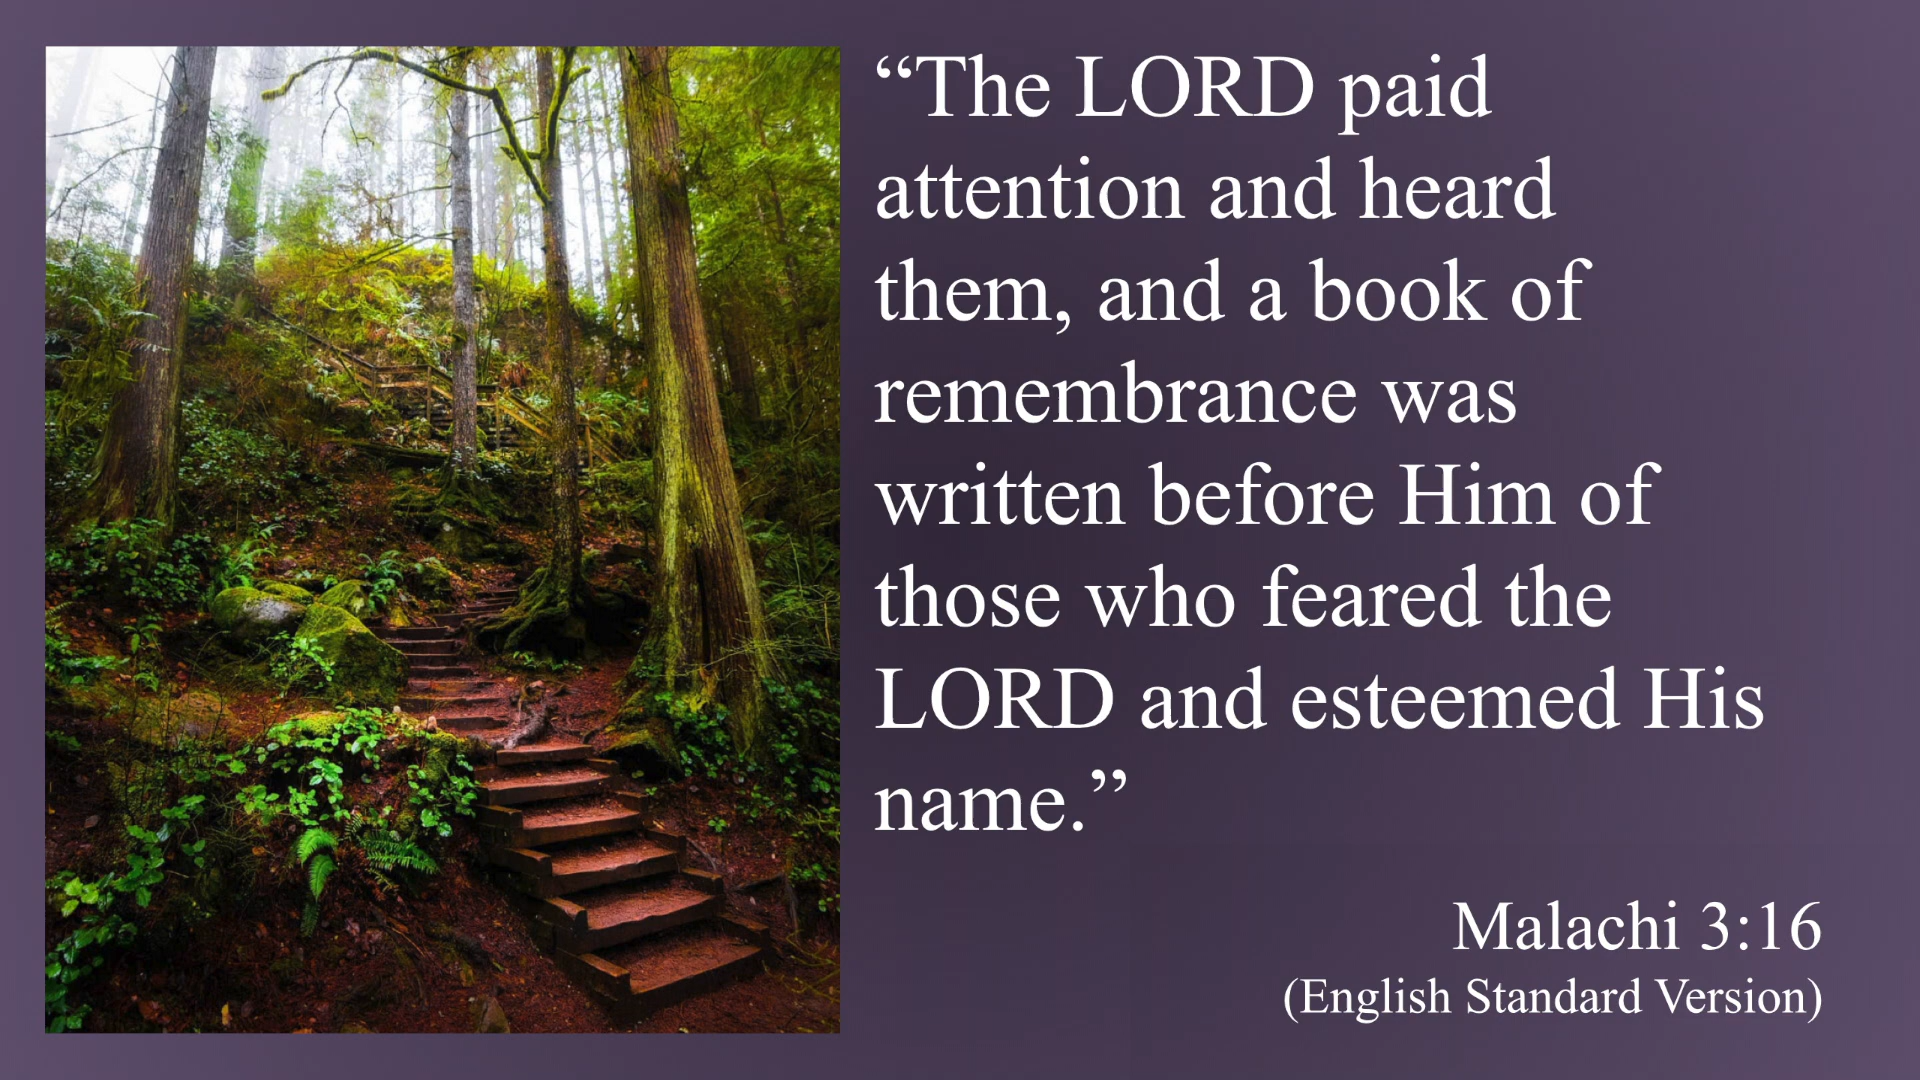 “The LORD paid
attention and heard
them, and a book of
remembrance was
written before Him of
those who feared the
LORD and esteemed His
name.”
Malachi 3:16
(English Standard Version)